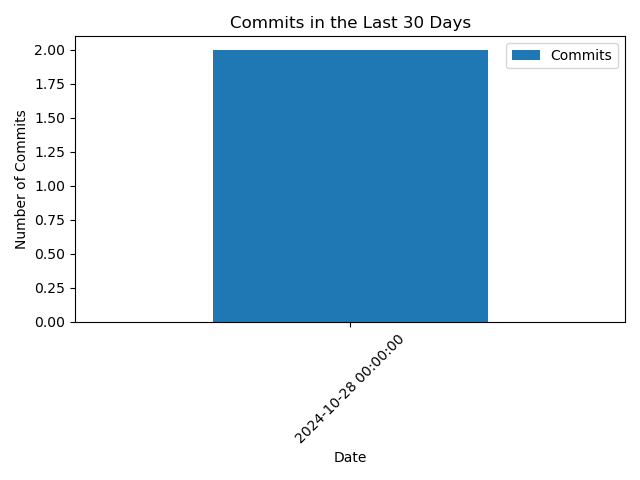 Commits in the Last 30 Days
Commits
Number of Commits
2.00
1.75
1.50
1.25
1.00
0.75
0.50
0.25
0.00
2024-10-28 00:00:00
Date